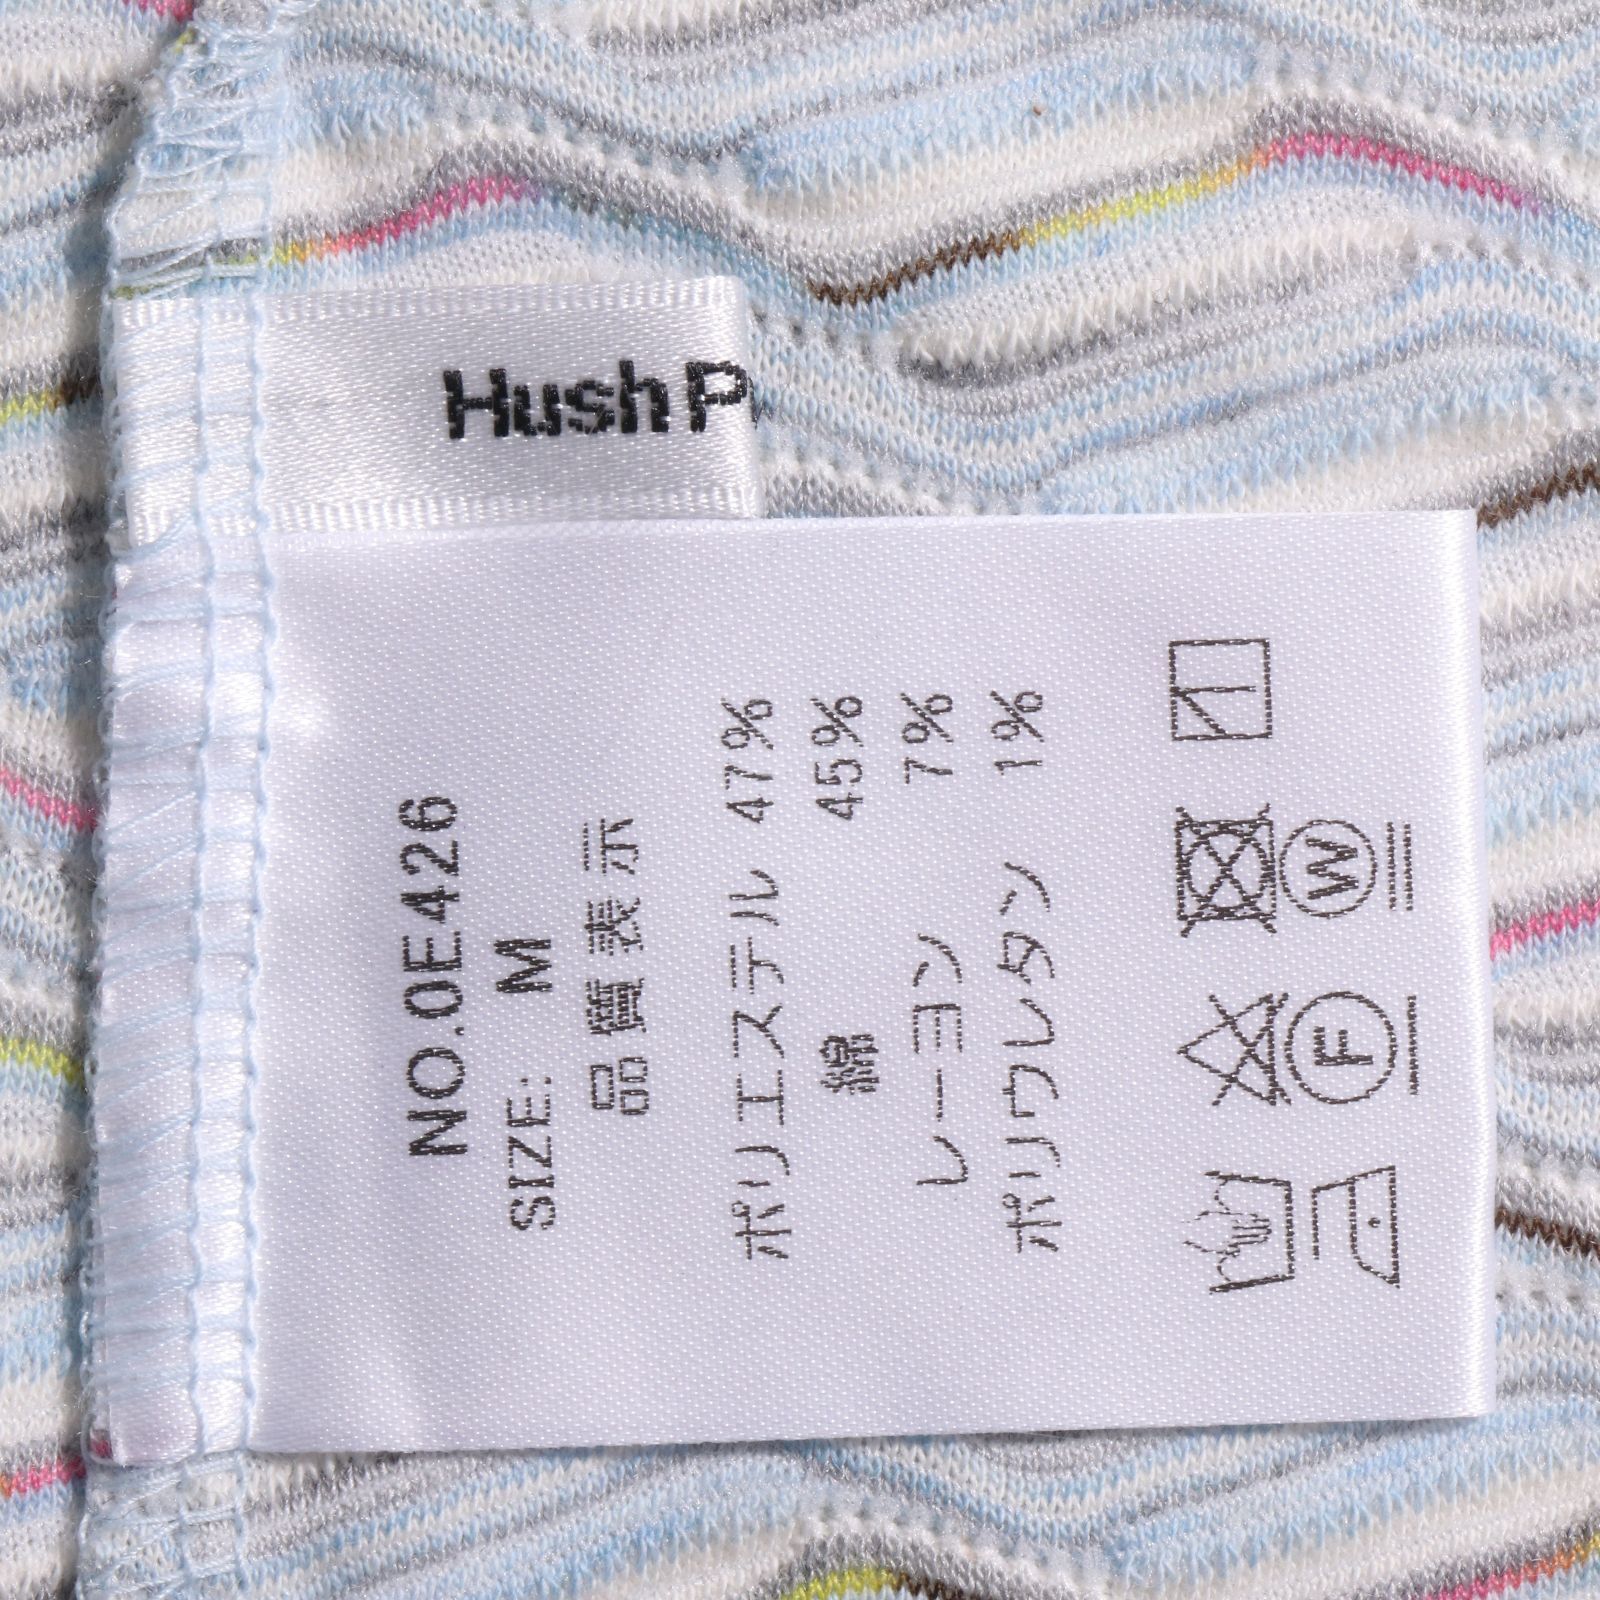 Hush P
NO.0E426
SIZE: M
品質表示
ポリエステル 47%
綿 45%
レーヨン 7%
ポリウレタン 1%
W
F